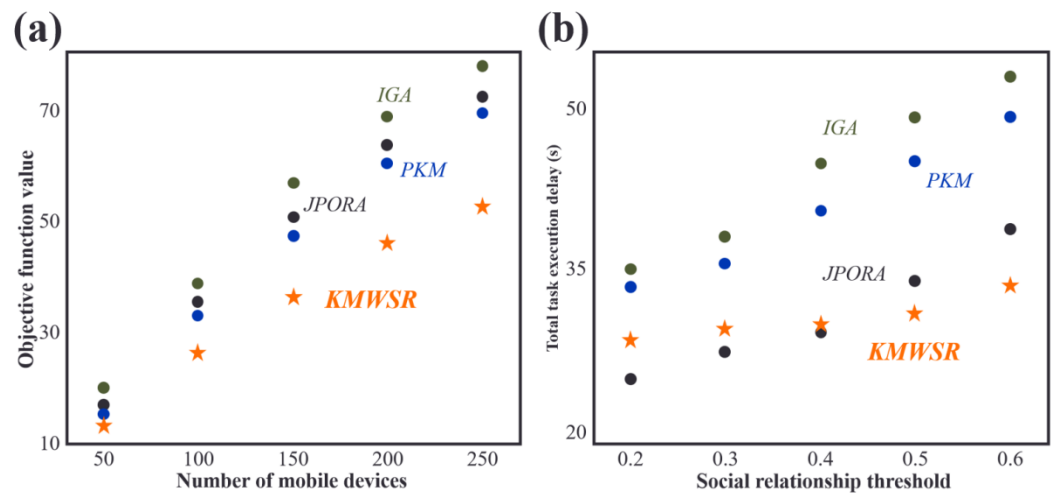 (a)
Objective function value
70
50
30
10
IGA
PKM
JPORA
KMWSR
50 100 150 200 250
Number of mobile devices
(b)
Total task execution delay (s)
50
35
20
IGA
PKM
JPORA
KMWSR
0.2 0.3 0.4 0.5 0.6
Social relationship threshold